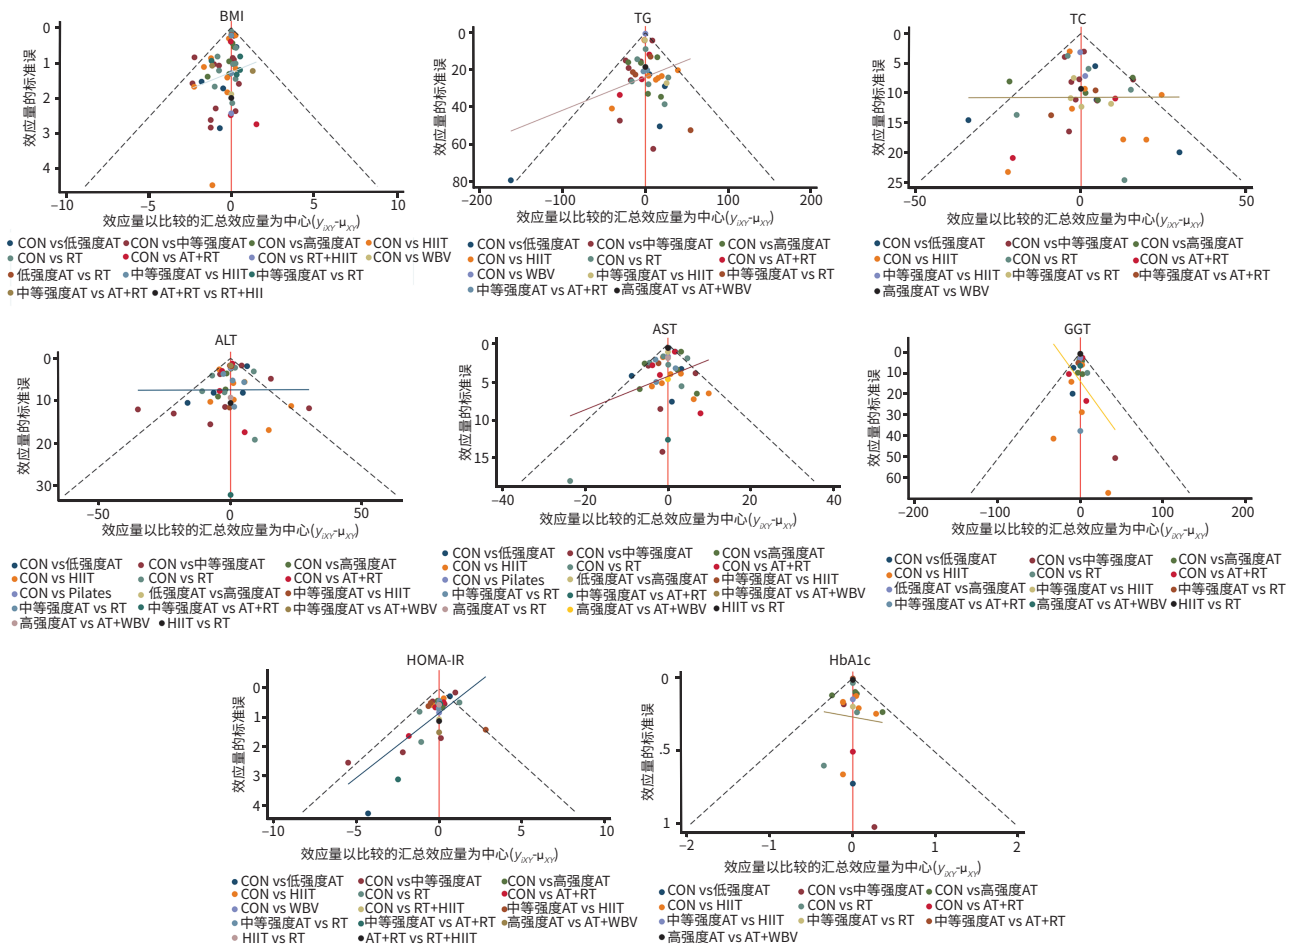 BMI
0
1
2
3
4
效应量的标准误
−10
−5
0
5
10
效应量以比较的汇总效应量为中心(yiXY-μXY)
CON vs低强度AT CON vs中等强度AT CON vs高强度AT CON vs HIIT
CON vs RT CON vs AT+RT CON vs RT+HIIT CON vs WBV
低强度AT vs RT 中等强度AT vs HIIT 中等强度AT vs RT
中等强度AT vs AT+RT AT+RT vs RT+HII
TG
0
20
40
60
80
效应量的标准误
−200
−100
0
100
200
效应量以比较的汇总效应量为中心(yiXY-μXY)
CON vs低强度AT CON vs中等强度AT CON vs高强度AT
CON vs HIIT CON vs RT CON vs AT+RT
CON vs WBV 中等强度AT vs HIIT 中等强度AT vs RT
中等强度AT vs AT+RT 高强度AT vs AT+WBV
TC
0
5
10
15
20
25
效应量的标准误
−50
0
50
效应量以比较的汇总效应量为中心(yiXY-μXY)
CON vs低强度AT CON vs中等强度AT CON vs高强度AT
CON vs HIIT CON vs RT CON vs AT+RT
中等强度AT vs HIIT 中等强度AT vs RT 中等强度AT vs AT+RT
高强度AT vs WBV
ALT
0
10
20
30
效应量的标准误
−50
0
50
效应量以比较的汇总效应量为中心(yiXY-μXY)
CON vs低强度AT CON vs中等强度AT CON vs高强度AT
CON vs HIIT CON vs RT CON vs AT+RT
CON vs Pilates 低强度AT vs高强度AT 中等强度AT vs HIIT
中等强度AT vs RT 中等强度AT vs AT+RT 中等强度AT vs AT+WBV
高强度AT vs AT+WBV HIIT vs RT
AST
0
5
10
15
效应量的标准误
−40
−20
0
20
40
效应量以比较的汇总效应量为中心(yiXY-μXY)
CON vs低强度AT CON vs中等强度AT CON vs高强度AT
CON vs HIIT CON vs RT CON vs AT+RT
CON vs Pilates 低强度AT vs高强度AT 中等强度AT vs HIIT
中等强度AT vs RT 中等强度AT vs AT+RT 中等强度AT vs AT+WBV
高强度AT vs RT 高强度AT vs AT+WBV HIIT vs RT
GGT
0
10
20
30
40
50
60
效应量的标准误
−200
−100
0
100
200
效应量以比较的汇总效应量为中心(yiXY-μXY)
CON vs低强度AT CON vs中等强度AT CON vs高强度AT
CON vs HIIT CON vs RT CON vs AT+RT
低强度AT vs高强度AT 中等强度AT vs HIIT 中等强度AT vs RT
中等强度AT vs AT+RT 高强度AT vs AT+WBV HIIT vs RT
HOMA-IR
0
1
2
3
4
效应量的标准误
−10
−5
0
5
10
效应量以比较的汇总效应量为中心(yiXY-μXY)
CON vs低强度AT CON vs中等强度AT CON vs高强度AT
CON vs HIIT CON vs RT CON vs AT+RT
CON vs WBV CON vs RT+HIIT 中等强度AT vs HIIT
中等强度AT vs RT 中等强度AT vs AT+RT 高强度AT vs AT+WBV
HIIT vs RT AT+RT vs RT+HIIT
HbA1c
0
.5
1
效应量的标准误
−2
−1
0
1
2
效应量以比较的汇总效应量为中心(yiXY-μXY)
CON vs低强度AT CON vs中等强度AT CON vs高强度AT
CON vs HIIT CON vs RT CON vs AT+RT
中等强度AT vs HIIT 中等强度AT vs RT 中等强度AT vs AT+RT
高强度AT vs AT+WBV